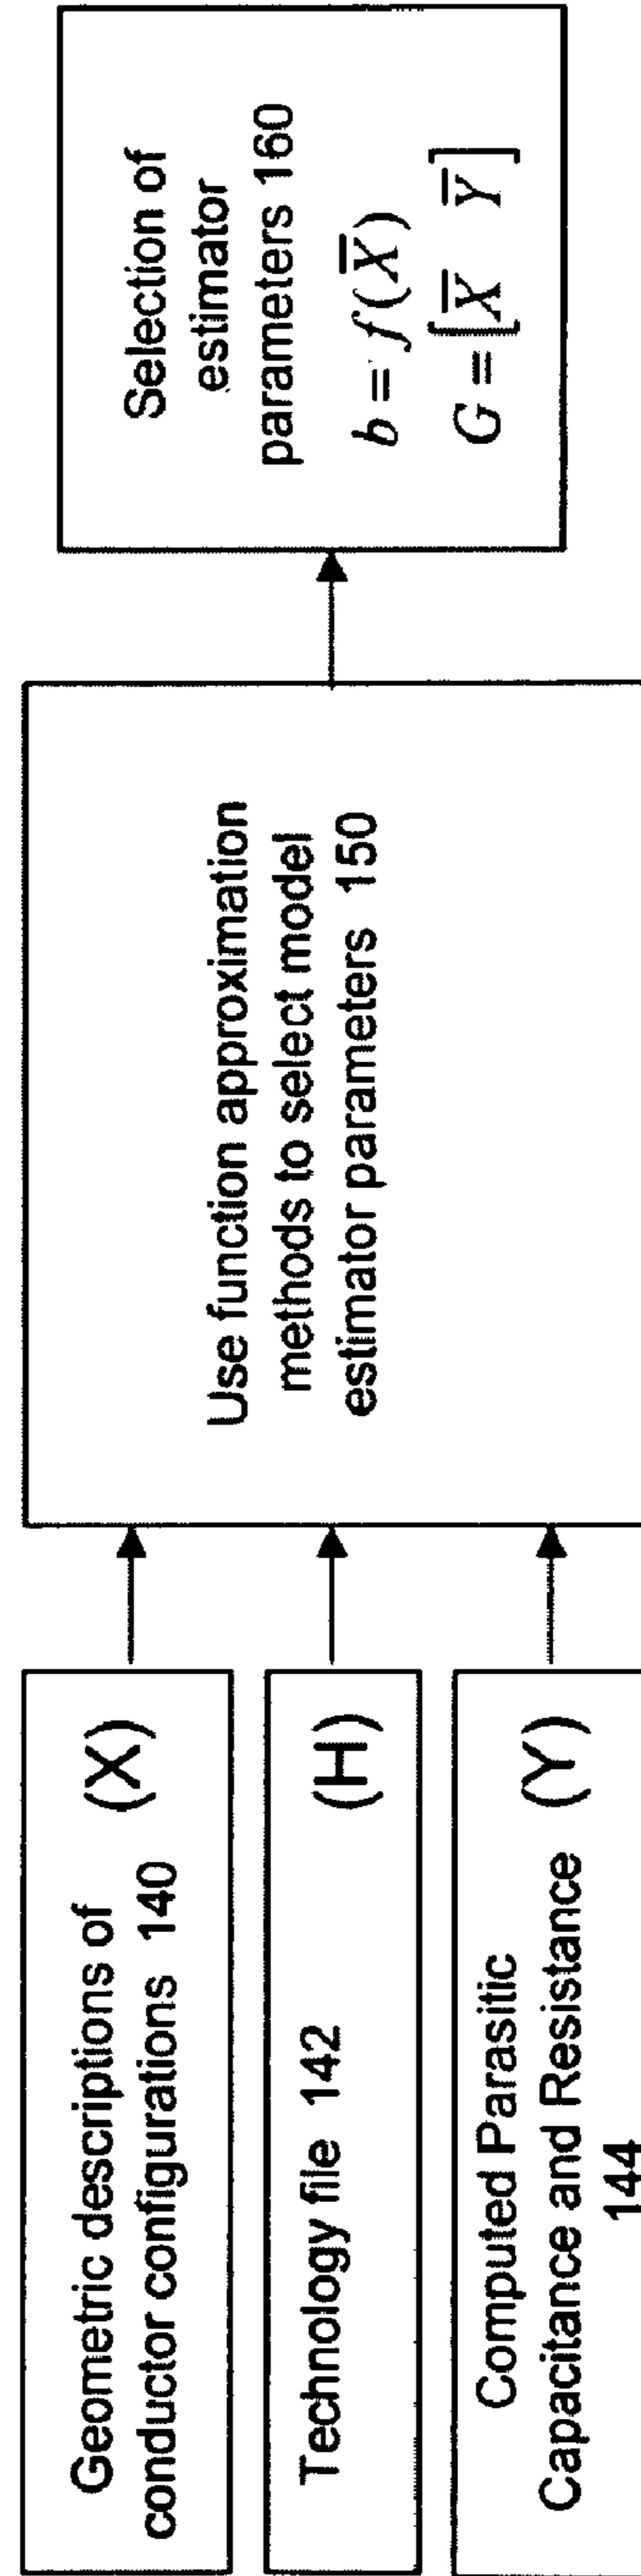 Geometric descriptions of
conductor configurations 140 (X)
Technology file 142 (H)
Computed Parasitic
Capacitance and Resistance (Y)
144
Use function approximation
methods to select model
estimator parameters 150
Selection of
estimator
parameters 160
b = f(X̅)
G = [X̅ Y̅]